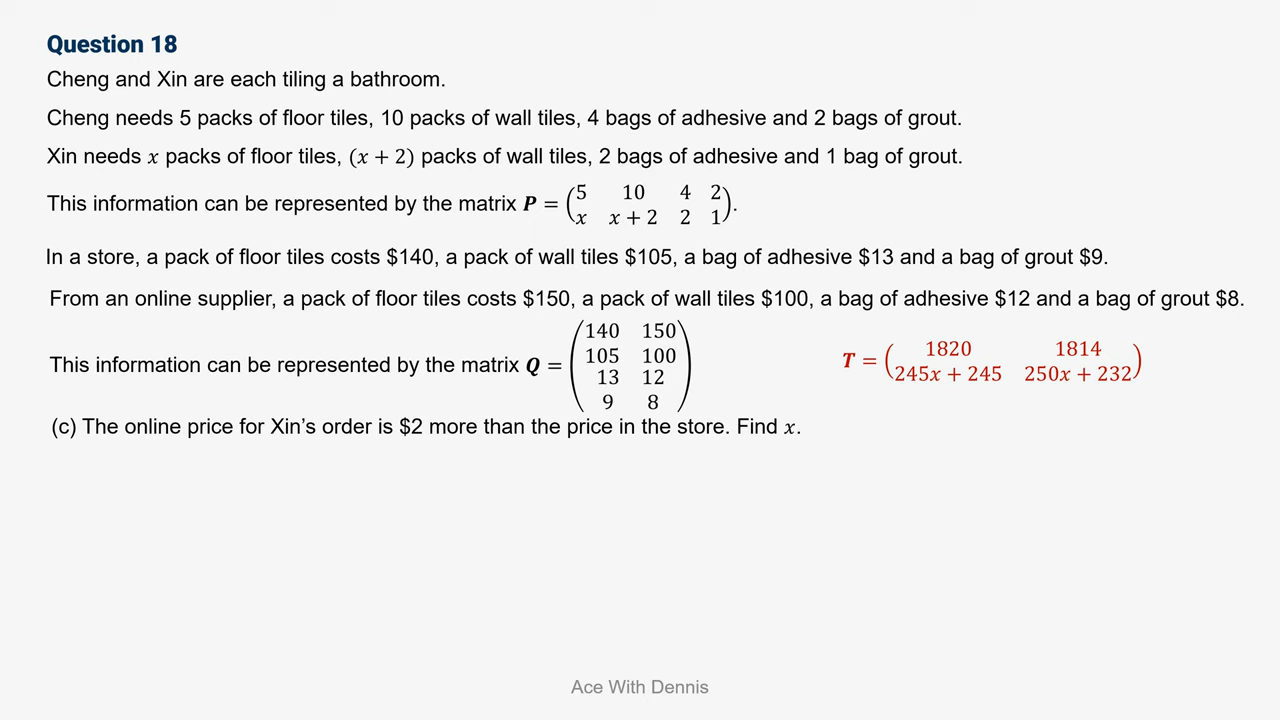 Question 18
Cheng and Xin are each tiling a bathroom.
Cheng needs 5 packs of floor tiles, 10 packs of wall tiles, 4 bags of adhesive and 2 bags of grout.
Xin needs x packs of floor tiles, (x + 2) packs of wall tiles, 2 bags of adhesive and 1 bag of grout.
This information can be represented by the matrix P = (5 10 4 2
x x + 2 2 1).
In a store, a pack of floor tiles costs $140, a pack of wall tiles $105, a bag of adhesive $13 and a bag of grout $9.
From an online supplier, a pack of floor tiles costs $150, a pack of wall tiles $100, a bag of adhesive $12 and a bag of grout $8.
This information can be represented by the matrix Q = (140 150
105 100
13 12
9 8)
T = (1820 1814
245x + 245 250x + 232)
(c) The online price for Xin's order is $2 more than the price in the store. Find x.
Ace With Dennis